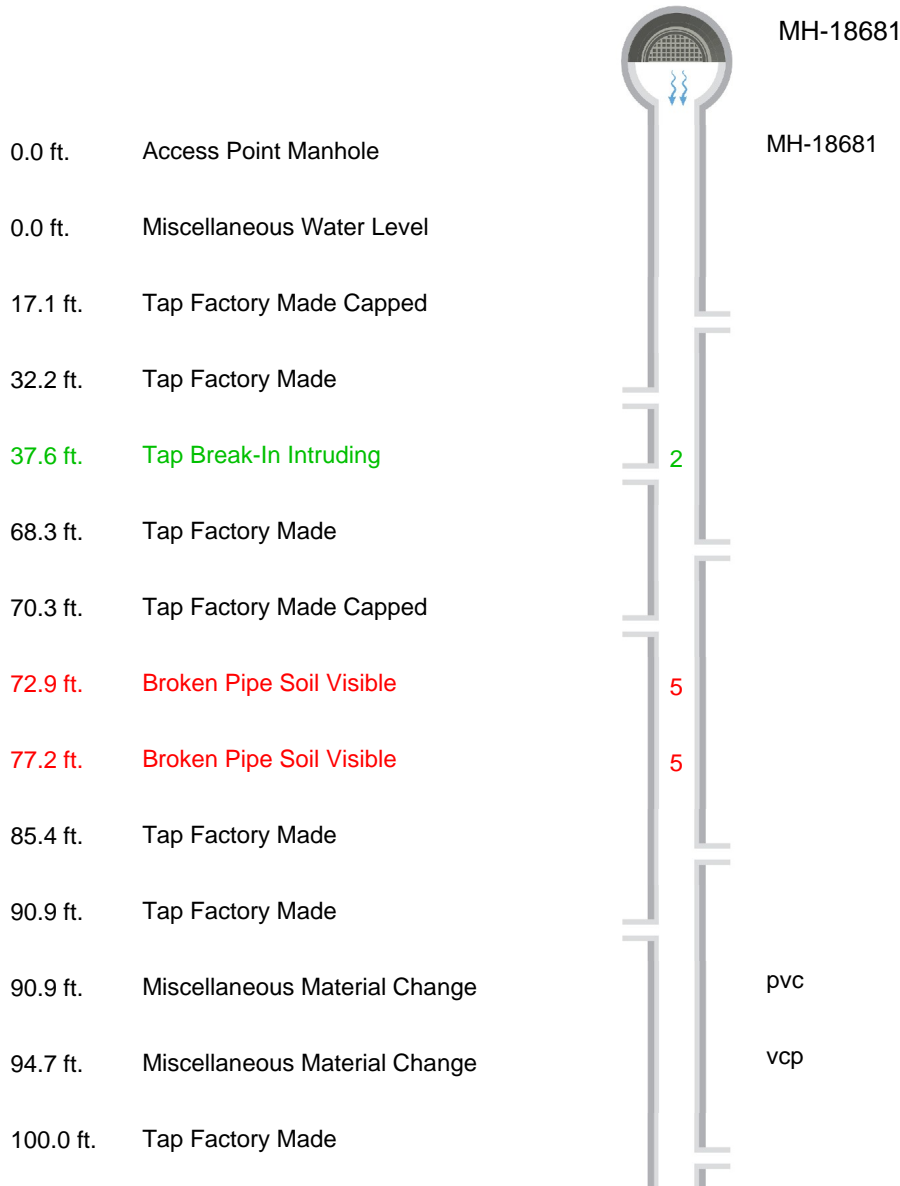 MH-18681
0.0 ft. Access Point Manhole MH-18681
0.0 ft. Miscellaneous Water Level
17.1 ft. Tap Factory Made Capped
32.2 ft. Tap Factory Made
37.6 ft. Tap Break-In Intruding 2
68.3 ft. Tap Factory Made
70.3 ft. Tap Factory Made Capped
72.9 ft. Broken Pipe Soil Visible 5
77.2 ft. Broken Pipe Soil Visible 5
85.4 ft. Tap Factory Made
90.9 ft. Tap Factory Made
90.9 ft. Miscellaneous Material Change pvc
94.7 ft. Miscellaneous Material Change vcp
100.0 ft. Tap Factory Made